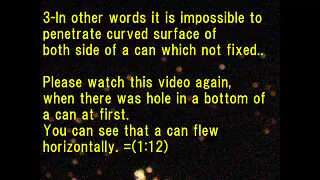 3-In other words it is impossible to
penetrate curved surface of
both side of a can which not fixed..
Please watch this video again,
when there was hole in a bottom of
a can at first.
You can see that a can flew
horizontally. =(1:12)